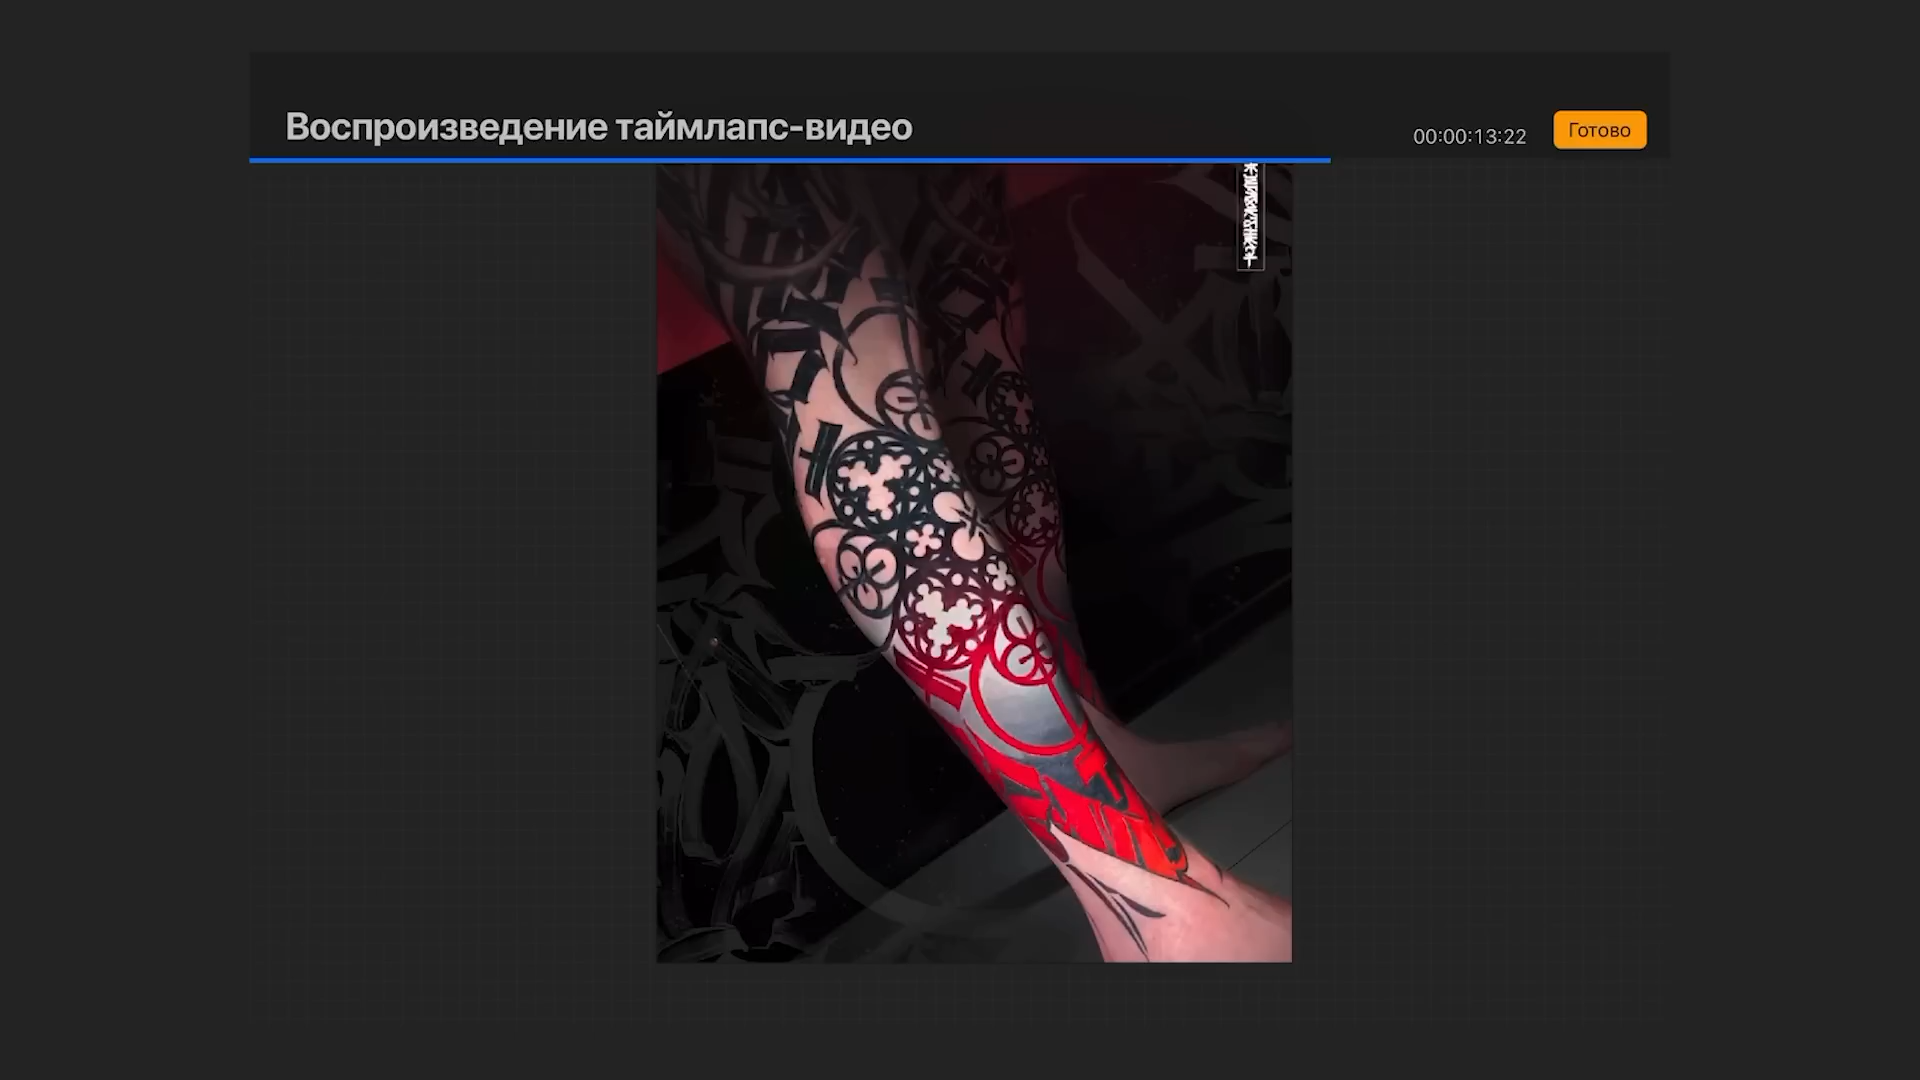 Воспроизведение таймлапс-видео
00:00:13:22
Готово